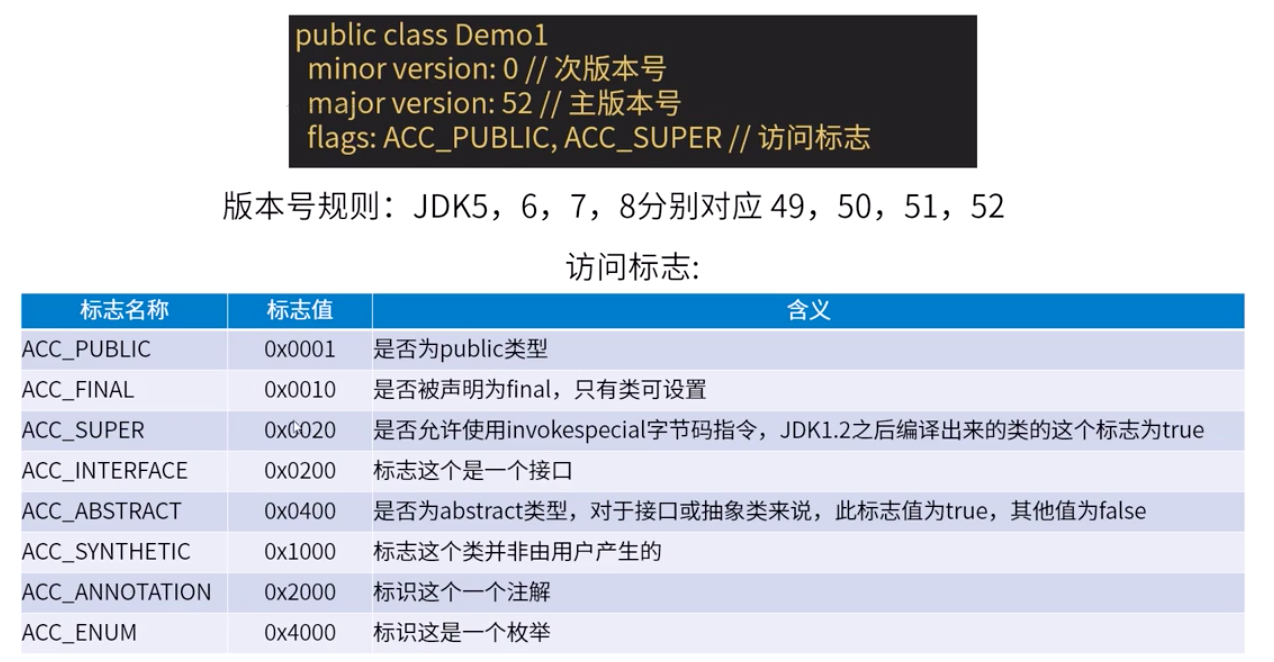 public class Demo1
minor version: 0 // 次版本号
major version: 52 // 主版本号
flags: ACC_PUBLIC, ACC_SUPER // 访问标志
版本号规则：JDK5，6，7，8分别对应 49，50，51，52
访问标志:
标志名称 标志值 含义
ACC_PUBLIC 0x0001 是否为public类型
ACC_FINAL 0x0010 是否被声明为final，只有类可设置
ACC_SUPER 0x0020 是否允许使用invokespecial字节码指令，JDK1.2之后编译出来的类的这个标志为true
ACC_INTERFACE 0x0200 标志这个是一个接口
ACC_ABSTRACT 0x0400 是否为abstract类型，对于接口或抽象类来说，此标志值为true，其他值为false
ACC_SYNTHETIC 0x1000 标志这个类并非由用户产生的
ACC_ANNOTATION 0x2000 标识这个一个注解
ACC_ENUM 0x4000 标识这是一个枚举